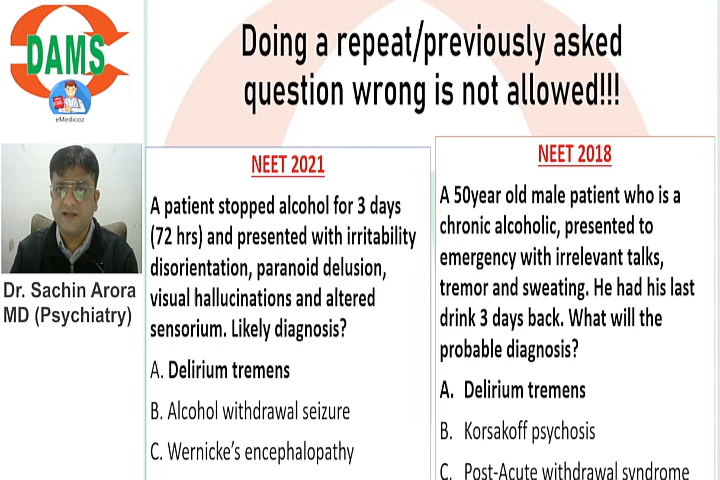 DAMS
eMedicoz
Doing a repeat/previously asked
question wrong is not allowed!!!
Dr. Sachin Arora
MD (Psychiatry)
NEET 2021
A patient stopped alcohol for 3 days
(72 hrs) and presented with irritability
disorientation, paranoid delusion,
visual hallucinations and altered
sensorium. Likely diagnosis?
A. Delirium tremens
B. Alcohol withdrawal seizure
C. Wernicke's encephalopathy
NEET 2018
A 50year old male patient who is a
chronic alcoholic, presented to
emergency with irrelevant talks,
tremor and sweating. He had his last
drink 3 days back. What will the
probable diagnosis?
A. Delirium tremens
B. Korsakoff psychosis
C. Post-Acute withdrawal syndrome